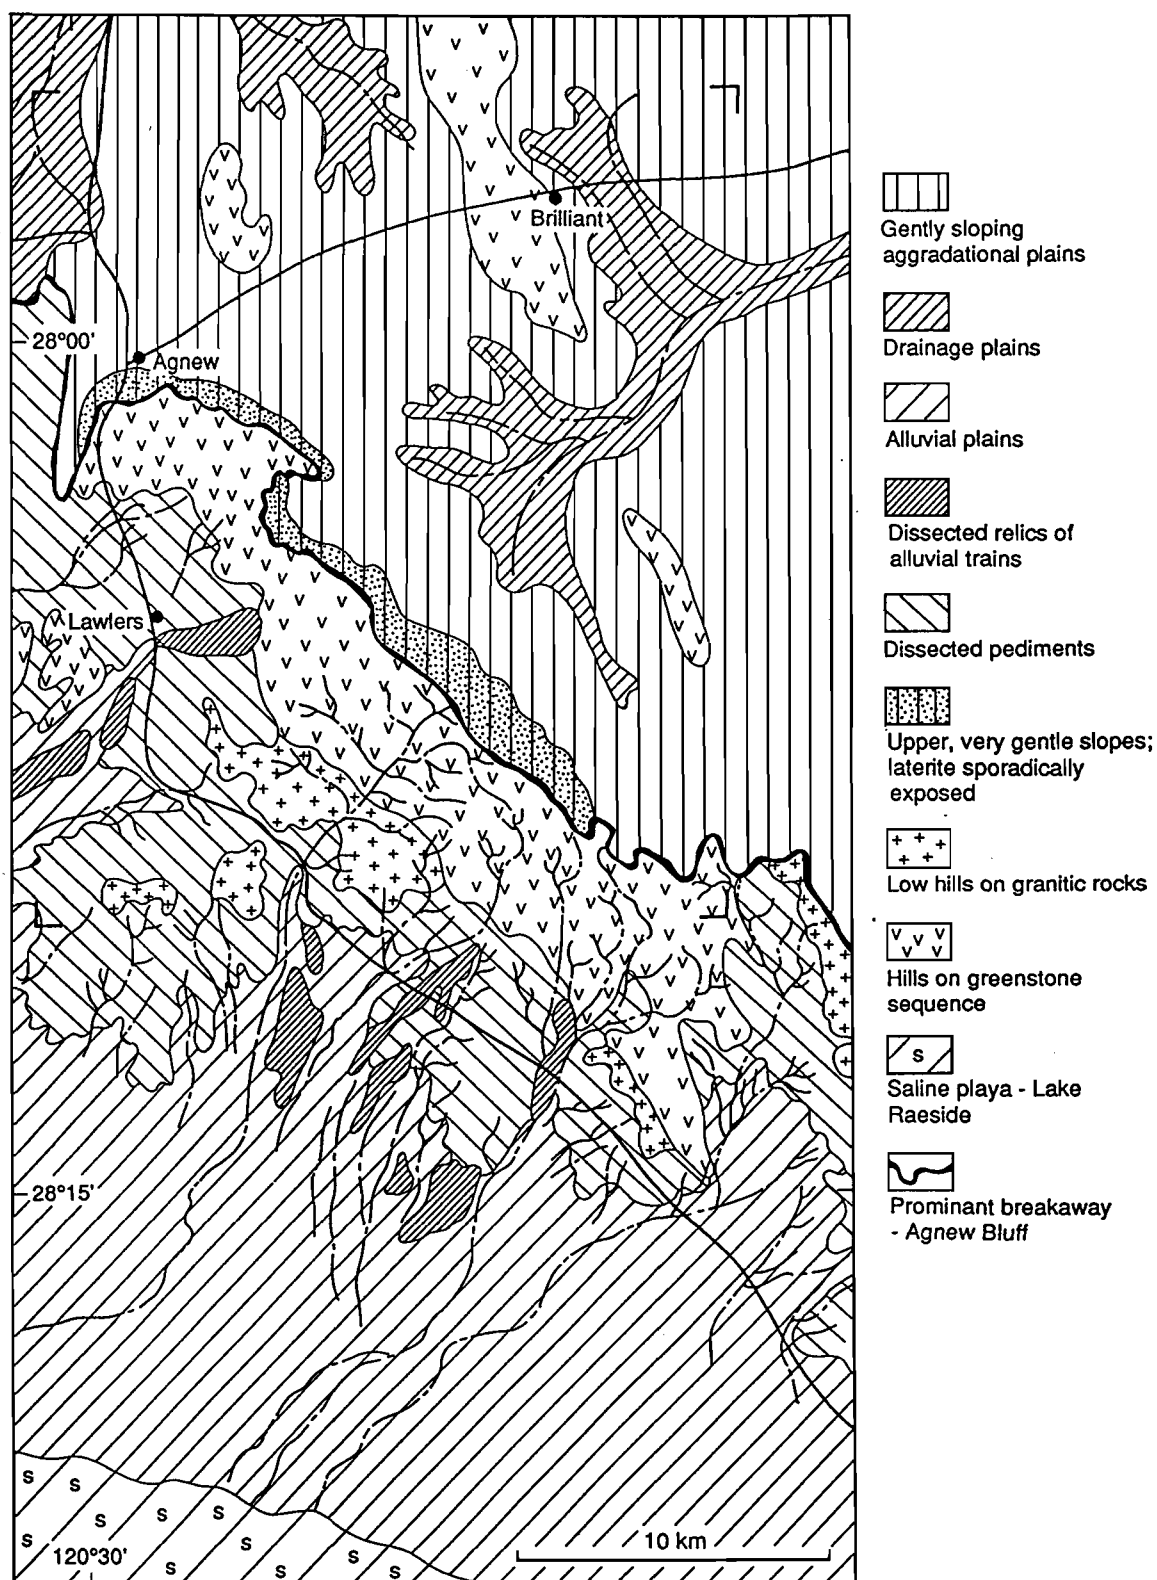 Brilliant
28°00'
Agnew
Lawlers
28°15'
S
S
S
S
S
S
S
S
S
S
120°30'
10 km
Gently sloping
aggradational plains
Drainage plains
Alluvial plains
Dissected relics of
alluvial trains
Dissected pediments
Upper, very gentle slopes;
laterite sporadically
exposed
Low hills on granitic rocks
Hills on greenstone
sequence
S
Saline playa - Lake
Raeside
Prominant breakaway
- Agnew Bluff